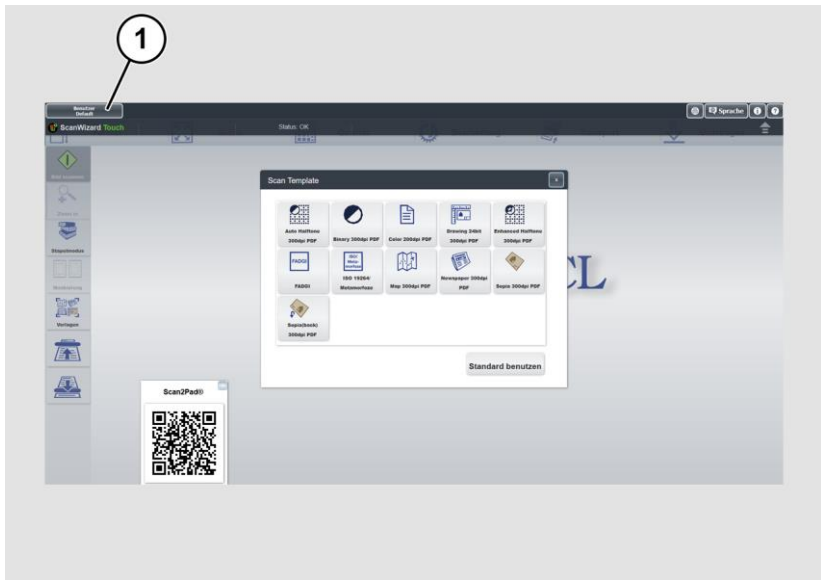 1
Benutzer
Default
Sprache
ScanWizard Touch
Status: OK
Scan Template
Auto Halftone
300dpi PDF
Binary 300dpi PDF
Color 200dpi PDF
Drawing 24bit
300dpi PDF
Enhanced Halftone
300dpi PDF
FADGI
FADGI
ISO 19264/
Metamorfoze
Map 300dpi PDF
Newspaper 300dpi
PDF
Sepia 300dpi PDF
Sepia(book)
300dpi PDF
Standard benutzen
Zoom in
Stapelmodus
Vorlagen
CL
Scan2Pad®